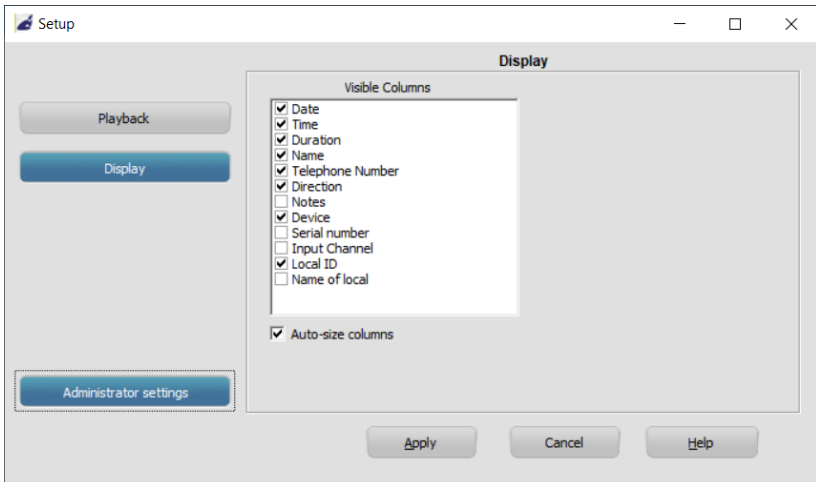 Setup
Display
Playback
Display
Administrator settings
Visible Columns
Date
Time
Duration
Name
Telephone Number
Direction
Notes
Device
Serial number
Input Channel
Local ID
Name of local
Auto-size columns
Apply
Cancel
Help